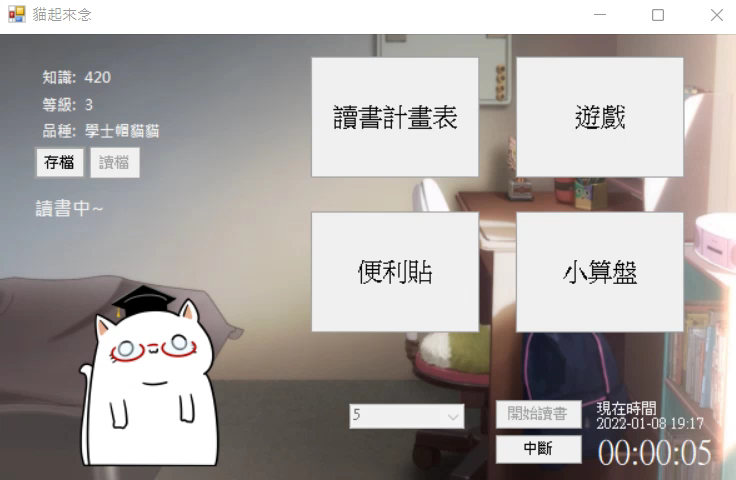 貓起來念
知識: 420
等級: 3
品種: 學士帽貓貓
存檔 讀檔
讀書中~
讀書計畫表
遊戲
便利貼
小算盤
5
開始讀書
中斷
現在時間
2022-01-08 19:17
00:00:05